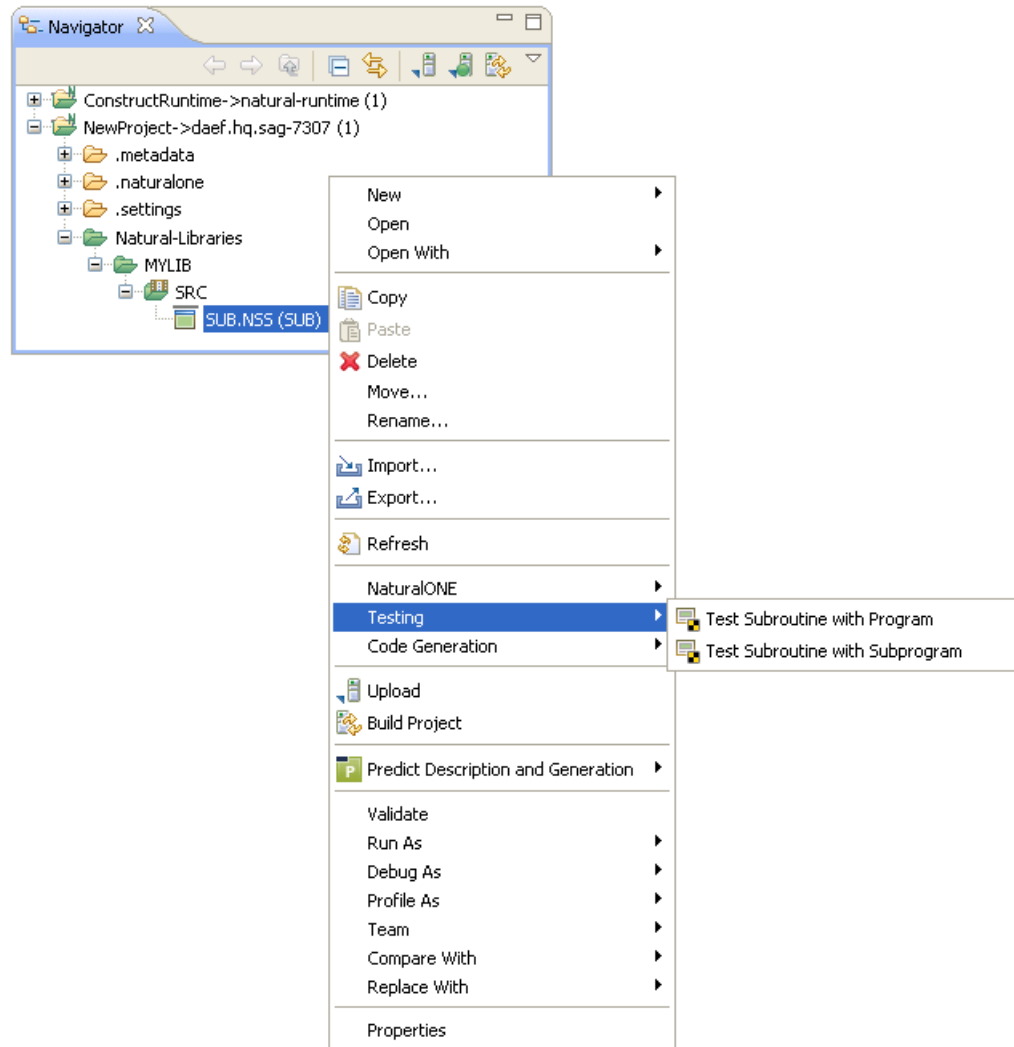 Navigator
ConstructRuntime->natural-runtime (1)
NewProject->daef.hq.sag-7307 (1)
.metadata
.naturalone
.settings
Natural-Libraries
MYLIB
SRC
SUB.NSS (SUB)
New
Open
Open With
Copy
Paste
Delete
Move...
Rename...
Import...
Export...
Refresh
NaturalONE
Testing
Test Subroutine with Program
Code Generation
Test Subroutine with Subprogram
Upload
Build Project
P Predict Description and Generation
Validate
Run As
Debug As
Profile As
Team
Compare With
Replace With
Properties